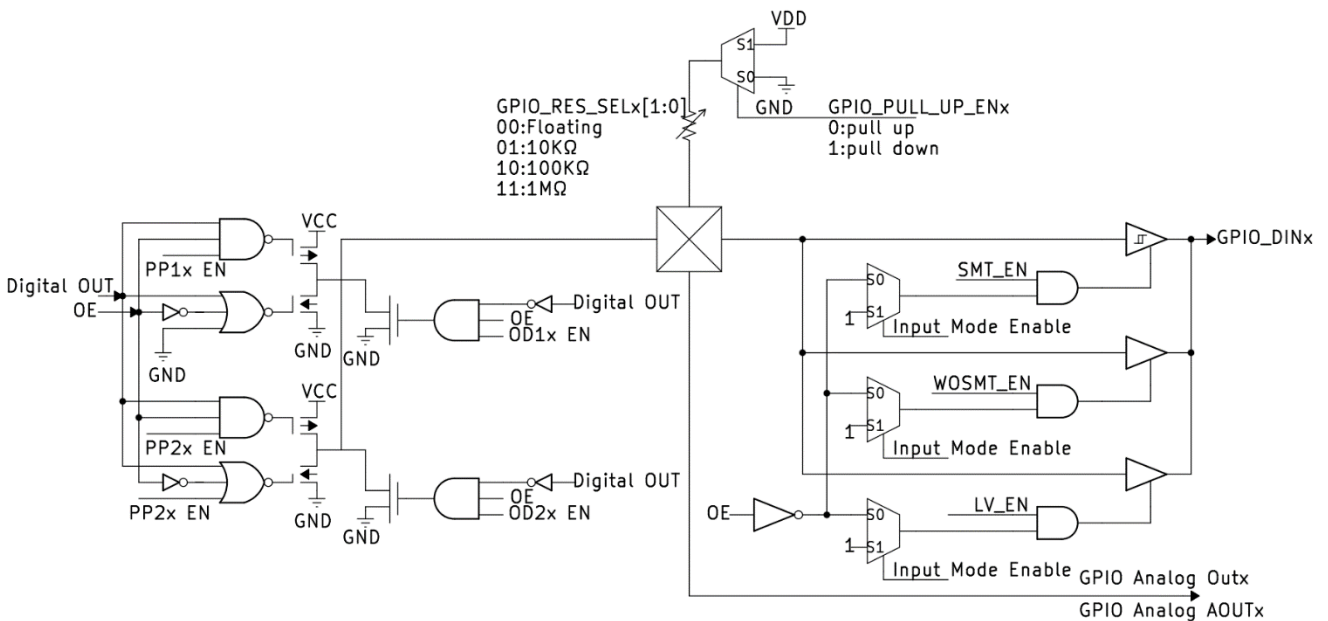 VDD
S1
S0
GND
GPIO_RES_SELx[1:0]
00:Floating
01:10KΩ
10:100KΩ
11:1MΩ
GPIO_PULL_UP_ENx
0:pull up
1:pull down
VCC
PP1x EN
Digital OUT
OE
GND
GND
GND
Digital OUT
OE
OD1x EN
VCC
PP2x EN
PP2x EN
GND
GND
Digital OUT
OE
OD2x EN
GPIO_DINx
SMT_EN
S0
S1
1
Input Mode Enable
WOSMT_EN
S0
S1
1
Input Mode Enable
OE
LV_EN
S0
S1
1
Input Mode Enable
GPIO Analog Outx
GPIO Analog AOUTx